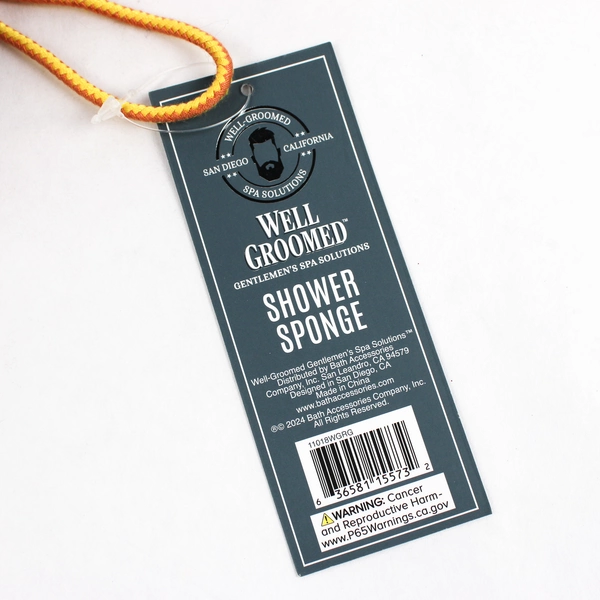 WELL-GROOMED
SAN DIEGO CALIFORNIA
SPA SOLUTIONS
WELL
GROOMED™
GENTLEMEN'S SPA SOLUTIONS
SHOWER
SPONGE
Well-Groomed Gentlemen's Spa Solutions™
Distributed by Bath Accessories
Company, Inc. San Leandro, CA 94579
Designed in San Diego, CA
Made in China
www.bathaccessories.com
®© 2024 Bath Accessories Company, Inc.
All Rights Reserved.
11018WGRG
6 36581 15573 2
⚠WARNING: Cancer
and Reproductive Harm-
www.P65Warnings.ca.gov